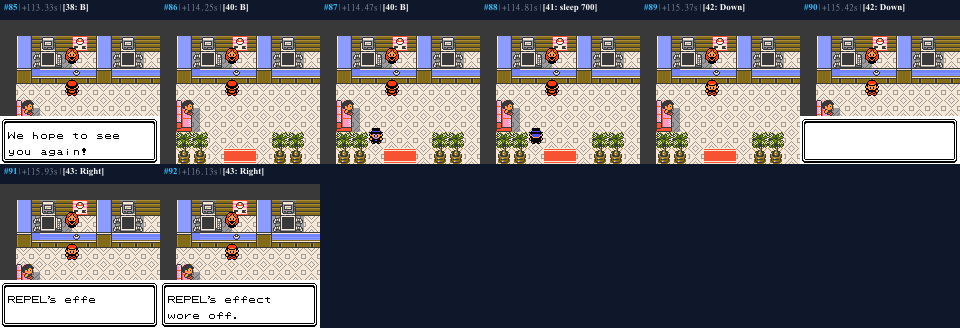 #85|+113.33s|[38: B]
#86|+114.25s|[40: B]
#87|+114.47s|[40: B]
#88|+114.81s|[41: sleep 700]
#89|+115.37s|[42: Down]
#90|+115.42s|[42: Down]
We hope to see
you again!
#91|+115.93s|[43: Right]
#92|+116.13s|[43: Right]
REPEL's effe
REPEL's effect
wore off.